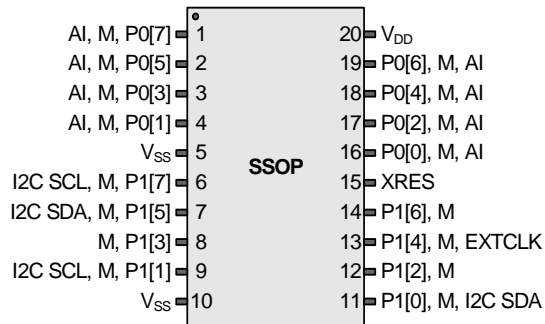 AI, M, P0[7] 1 20 VDD
AI, M, P0[5] 2 19 P0[6], M, AI
AI, M, P0[3] 3 18 P0[4], M, AI
AI, M, P0[1] 4 17 P0[2], M, AI
VSS 5 16 P0[0], M, AI
SSOP
I2C SCL, M, P1[7] 6 15 XRES
I2C SDA, M, P1[5] 7 14 P1[6], M
M, P1[3] 8 13 P1[4], M, EXTCLK
I2C SCL, M, P1[1] 9 12 P1[2], M
VSS 10 11 P1[0], M, I2C SDA